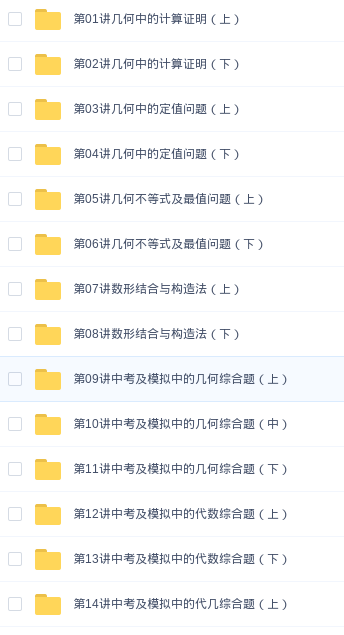 第01讲几何中的计算证明（上）
第02讲几何中的计算证明（下）
第03讲几何中的定值问题（上）
第04讲几何中的定值问题（下）
第05讲几何不等式及最值问题（上）
第06讲几何不等式及最值问题（下）
第07讲数形结合与构造法（上）
第08讲数形结合与构造法（下）
第09讲中考及模拟中的几何综合题（上）
第10讲中考及模拟中的几何综合题（中）
第11讲中考及模拟中的几何综合题（下）
第12讲中考及模拟中的代数综合题（上）
第13讲中考及模拟中的代数综合题（下）
第14讲中考及模拟中的代几综合题（上）